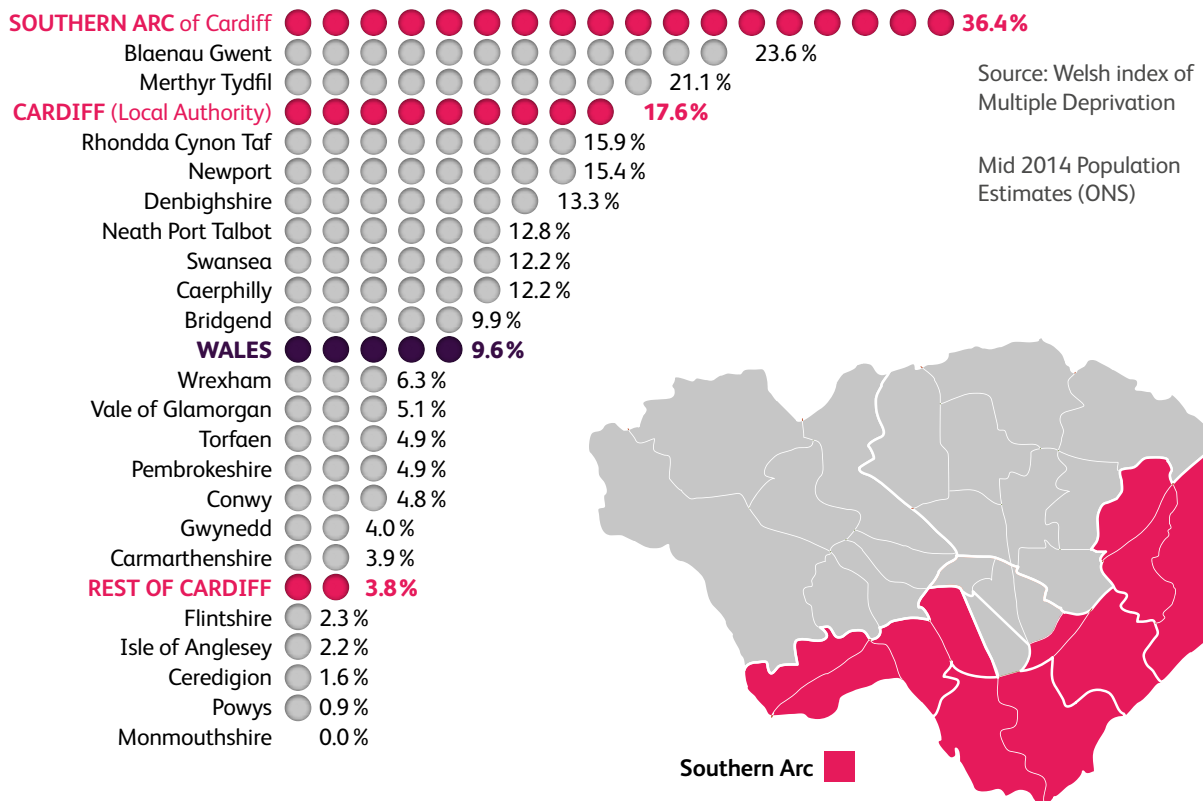 SOUTHERN ARC of Cardiff 36.4%
Blaenau Gwent 23.6 %
Merthyr Tydfil 21.1 %
CARDIFF (Local Authority) 17.6%
Rhondda Cynon Taf 15.9 %
Newport 15.4 %
Denbighshire 13.3 %
Neath Port Talbot 12.8 %
Swansea 12.2 %
Caerphilly 12.2 %
Bridgend 9.9 %
WALES 9.6%
Wrexham 6.3 %
Vale of Glamorgan 5.1 %
Torfaen 4.9 %
Pembrokeshire 4.9 %
Conwy 4.8 %
Gwynedd 4.0 %
Carmarthenshire 3.9 %
REST OF CARDIFF 3.8%
Flintshire 2.3 %
Isle of Anglesey 2.2 %
Ceredigion 1.6 %
Powys 0.9 %
Monmouthshire 0.0 %
Source: Welsh index of
Multiple Deprivation
Mid 2014 Population
Estimates (ONS)
Southern Arc